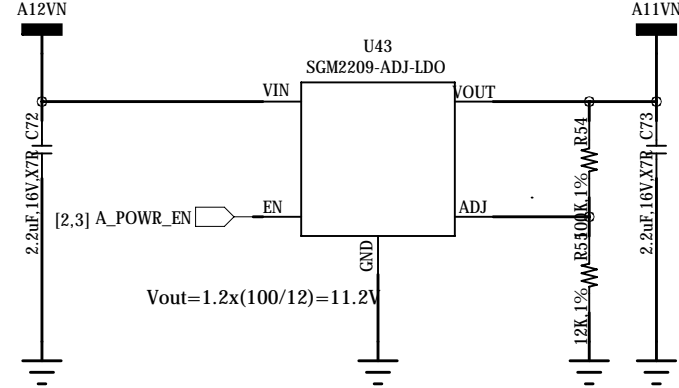 A12VN
A11VN
U43
SGM2209-ADJ-LDO
VIN
VOUT
C72
2.2uF,16V,X7R
R54
100K,1%
C73
2.2uF,16V,X7R
[2,3] A_POWR_EN
EN
ADJ
GND
R55
12K,1%
Vout=1.2x(100/12)=11.2V